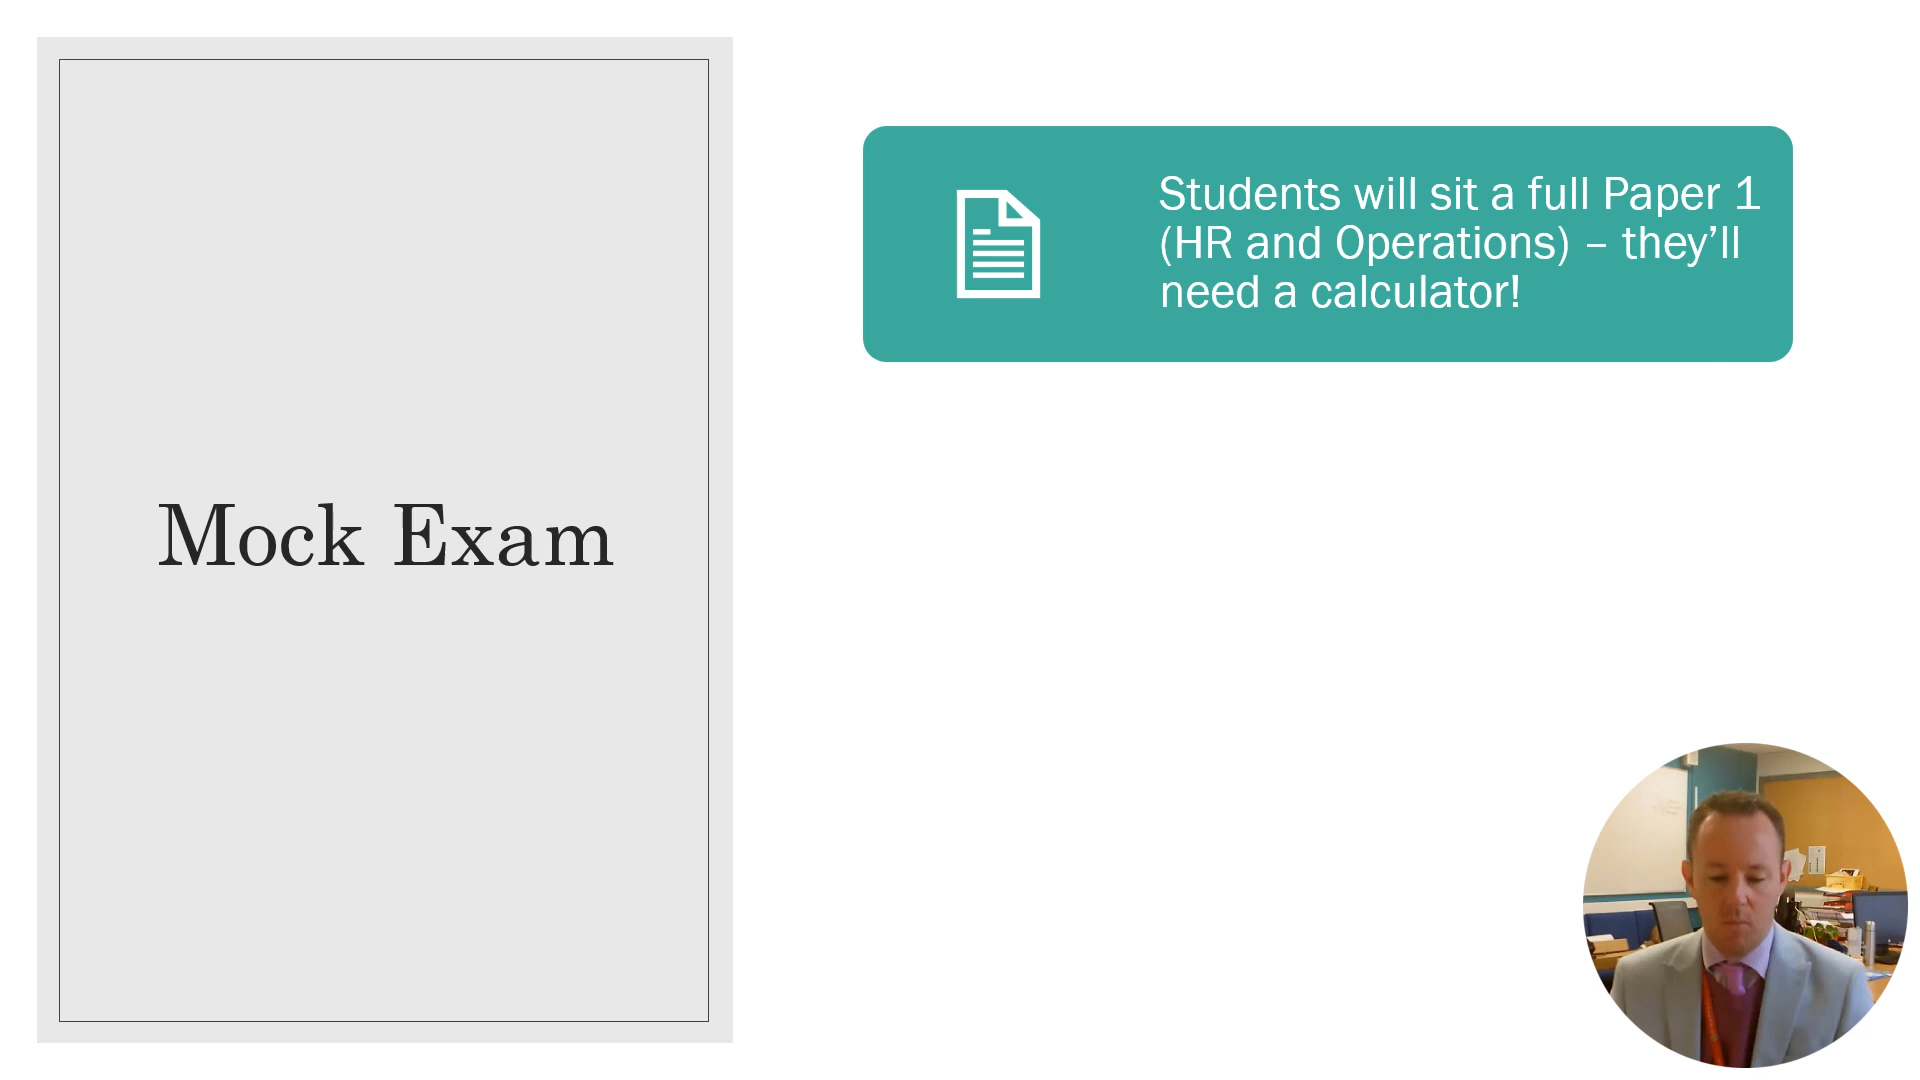 Mock Exam
Students will sit a full Paper 1
(HR and Operations) – they’ll
need a calculator!